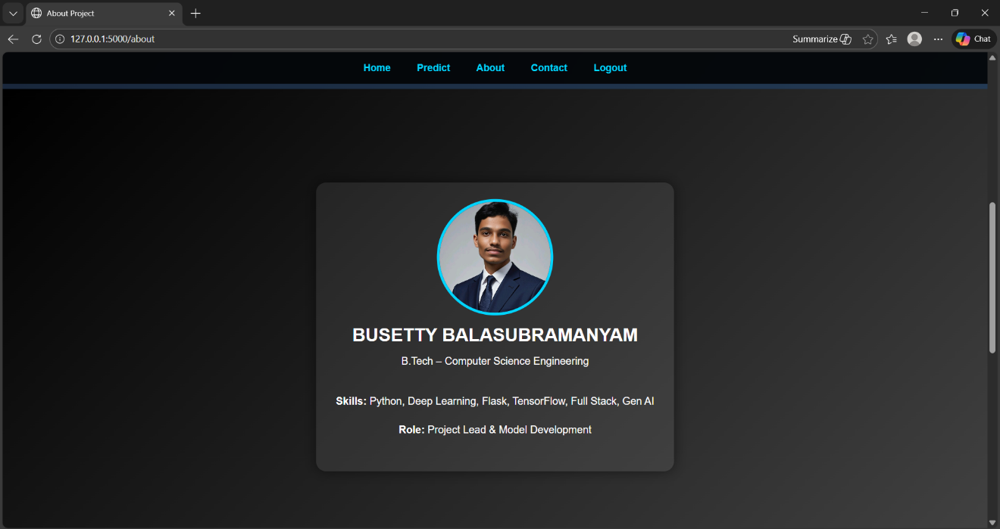 About Project
127.0.0.1:5000/about
Summarize
Chat
Home Predict About Contact Logout
BUSETTY BALASUBRAMANYAM
B.Tech – Computer Science Engineering
Skills: Python, Deep Learning, Flask, TensorFlow, Full Stack, Gen AI
Role: Project Lead & Model Development